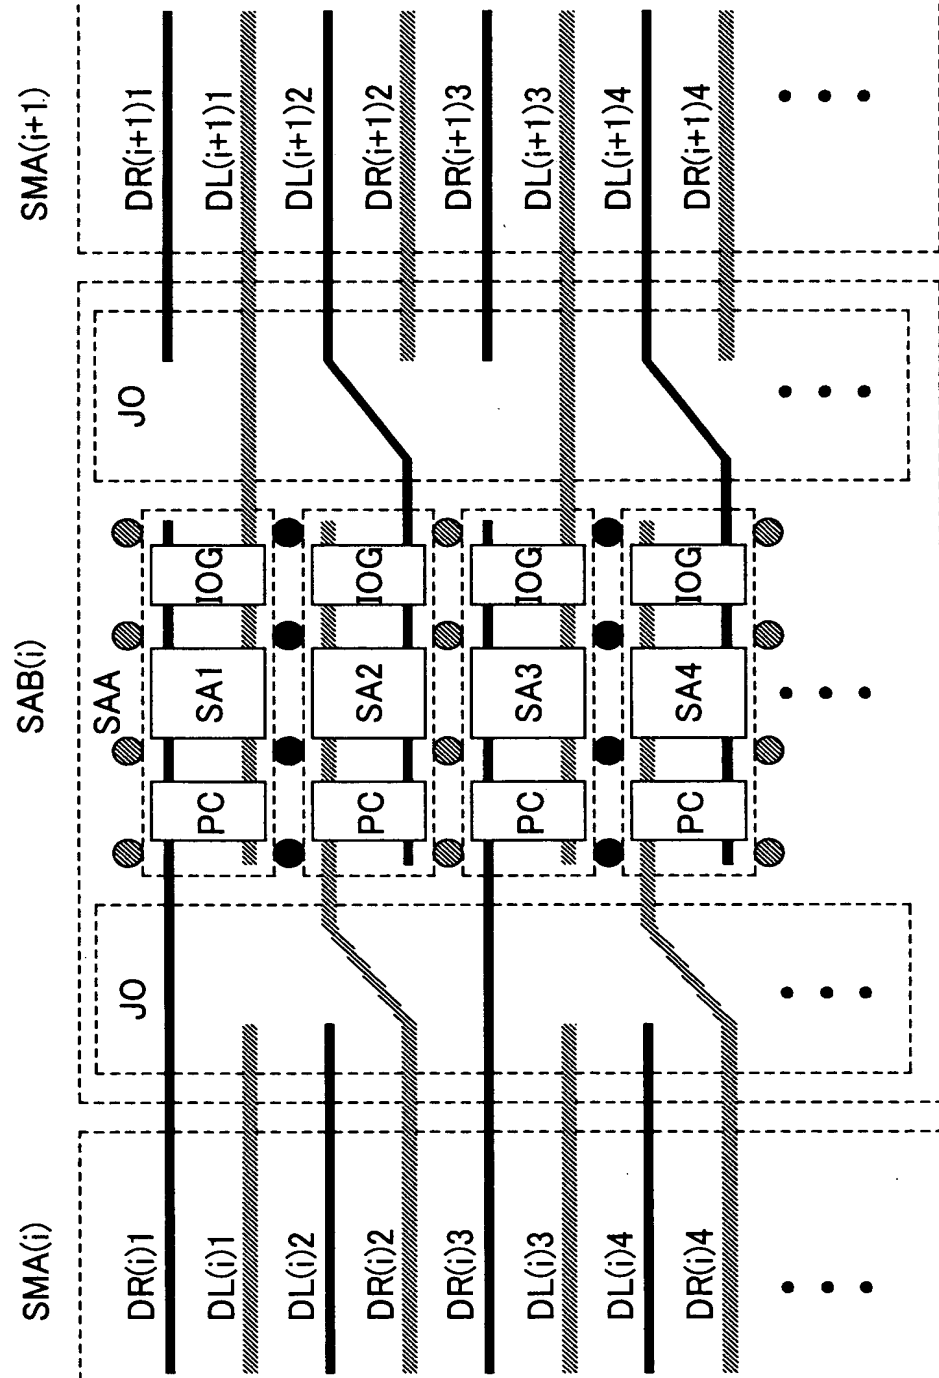 SMA(i) SAB(i) SMA(i+1)
SAA
JO JO
DR(i)1 DR(i+1)1
PC SA1 IOG
DL(i)1 DL(i+1)1
DL(i)2 DL(i+1)2
PC SA2 IOG
DR(i)2 DR(i+1)2
DR(i)3 DR(i+1)3
PC SA3 IOG
DL(i)3 DL(i+1)3
DL(i)4 DL(i+1)4
PC SA4 IOG
DR(i)4 DR(i+1)4